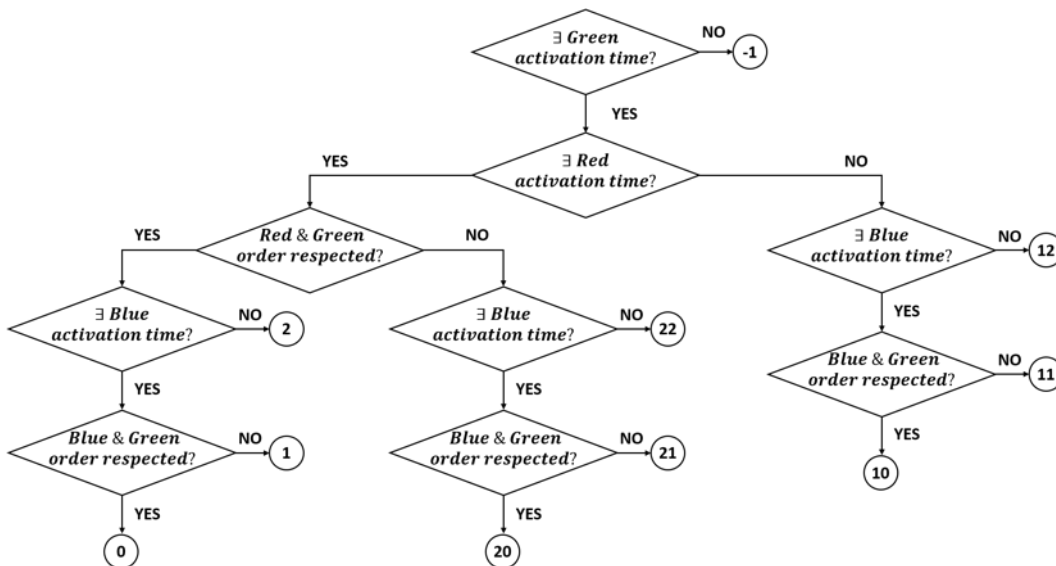 ∃ Green
activation time?
NO
-1
YES
∃ Red
activation time?
YES
NO
Red & Green
order respected?
YES
NO
∃ Blue
activation time?
NO
12
YES
∃ Blue
activation time?
NO
2
YES
∃ Blue
activation time?
NO
22
YES
Blue & Green
order respected?
NO
11
YES
10
Blue & Green
order respected?
NO
1
YES
0
Blue & Green
order respected?
NO
21
YES
20